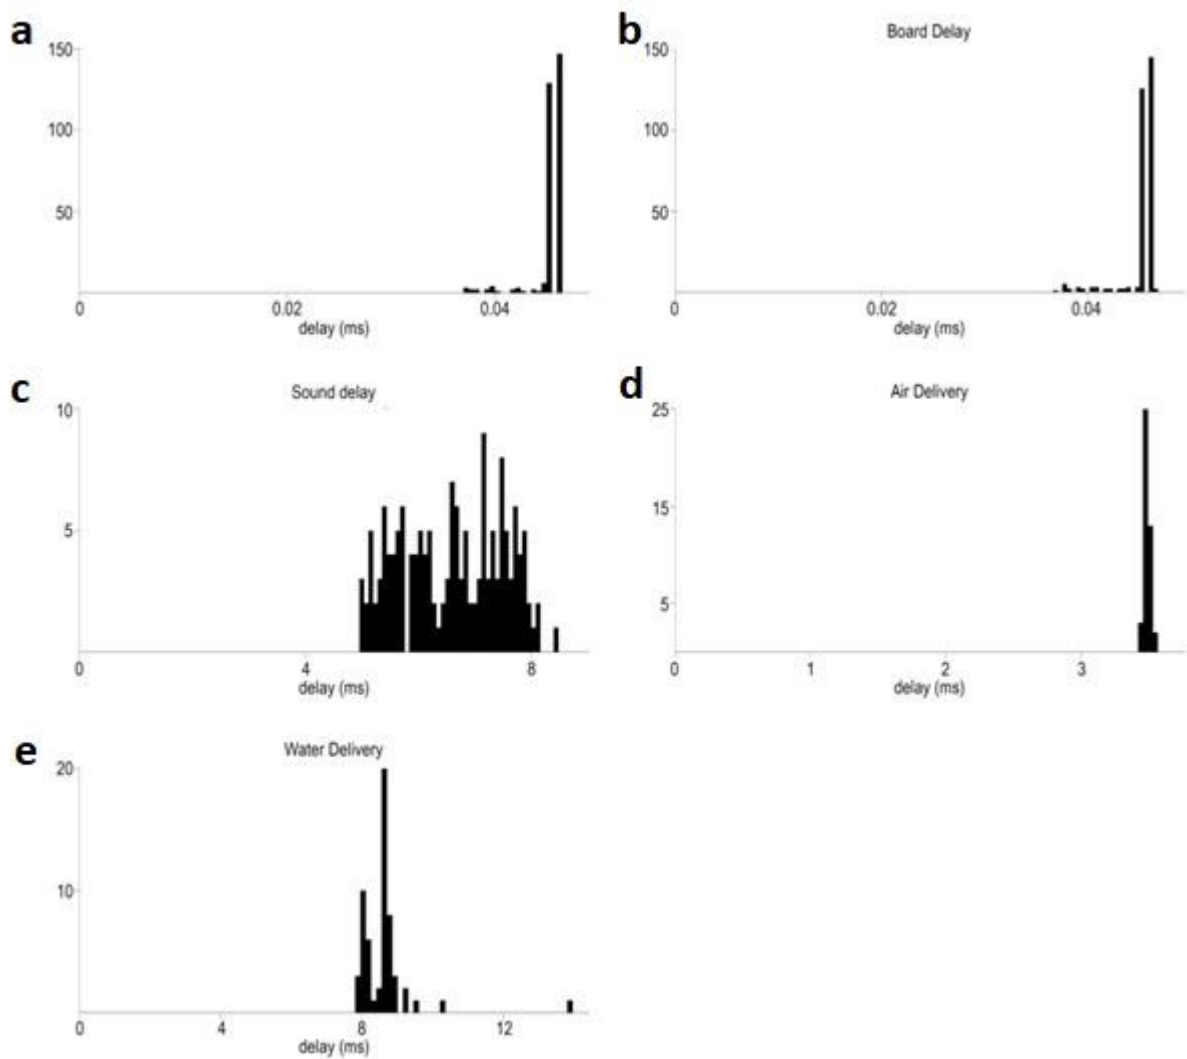 a
150
100
50
0 0.02 0.04
delay (ms)
b
Board Delay
150
100
50
0 0.02 0.04
delay (ms)
c
Sound delay
10
5
0 4 8
delay (ms)
d
Air Delivery
25
15
5
0 1 2 3
delay (ms)
e
Water Delivery
20
10
0 4 8 12
delay (ms)